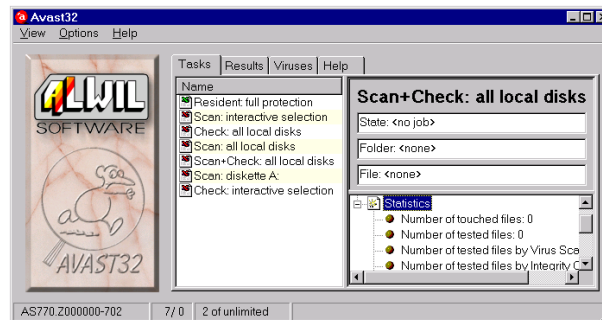 Avast32
View Options Help
ALWIL
SOFTWARE
AVAST32
Tasks Results Viruses Help
Name
Resident: full protection
Scan: interactive selection
Check: all local disks
Scan: all local disks
Scan+Check: all local disks
Scan: diskette A:
Check: interactive selection
Scan+Check: all local disks
State: <no job>
Folder: <none>
File: <none>
Statistics
Number of touched files: 0
Number of tested files: 0
Number of tested files by Virus Sca
Number of tested files by Integrity C
AS770.Z000000-702 7/ 0 2 of unlimited